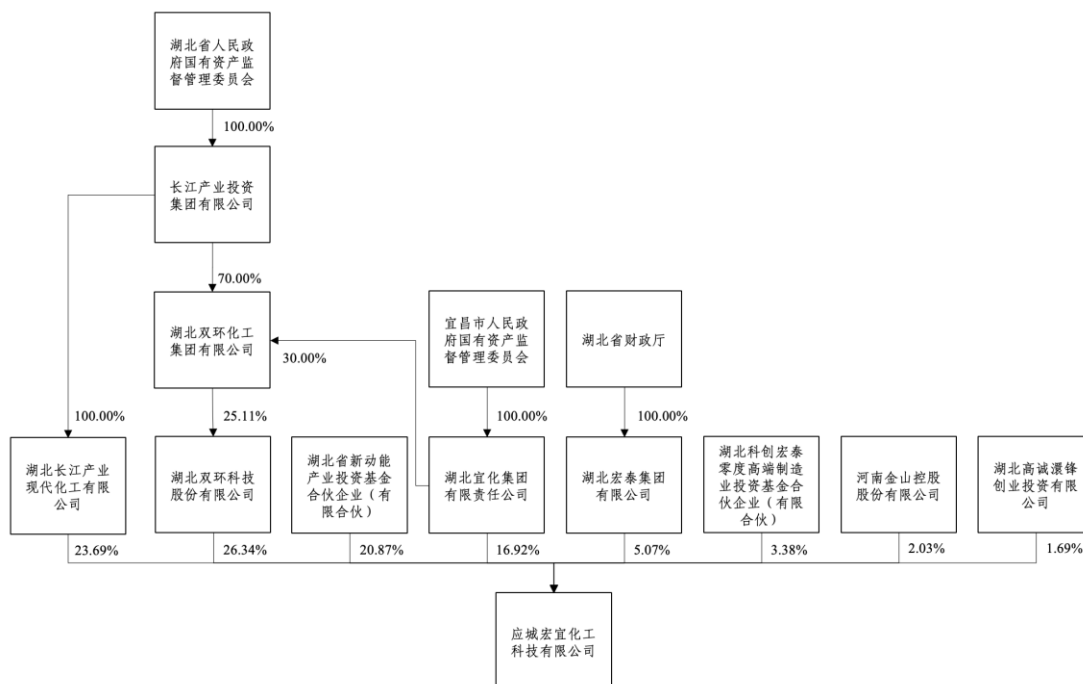 湖北省人民政
府国有资产监
督管理委员会
100.00%
长江产业投资
集团有限公司
70.00%
湖北双环化工
集团有限公司
30.00%
宜昌市人民政
府国有资产监
督管理委员会
湖北省财政厅
100.00%
25.11%
100.00%
100.00%
湖北长江产业
现代化工有限公
司
湖北双环科技
股份有限公司
湖北省新动能
产业投资基金
合伙企业（有
限合伙）
湖北宜化集团
有限责任公司
湖北宏泰集团
有限公司
湖北科创宏泰
零度高端制造
业投资基金合
伙企业（有限
合伙）
河南金山控股
股份有限公司
湖北高诚澴锋
创业投资有限公
司
23.69%
26.34%
20.87%
16.92%
5.07%
3.38%
2.03%
1.69%
应城宏宜化工
科技有限公司